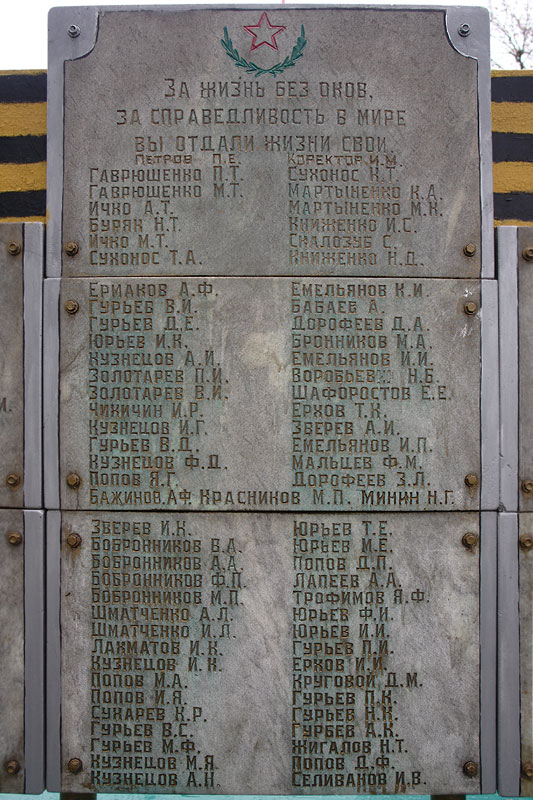 За жизнь без оков,
за справедливость в мире
вы отдали жизни свои.
Петров П.Е. Коректор И.М.
Гаврюшенко П.Т. Сухонос К.Т.
Гаврюшенко М.Т. Мартыненко К.А.
Ичко А.Т. Мартыненко М.К.
Буряк Н.Т. Книженко И.С.
Ичко М.Т. Скалозуб С.
Сухонос Т.А. Книженко Н.Д.
Ермаков А.Ф. Емельянов К.И.
Гурьев В.И. Бабаев А.
Гурьев Д.Е. Дорофеев Д.А.
Юрьев И.К. Бронников М.А.
Кузнецов А.И. Емельянов И.И.
Золотарев П.И. Воробьев Н.Б.
Золотарев В.И. Шафоростов Е.Е.
Чикичин И.Р. Ерхов Т.К.
Кузнецов И.Г. Зверев А.И.
Гурьев В.Д. Емельянов И.П.
Кузнецов Ф.Д. Мальцев Ф.М.
Попов Я.Г. Дорофеев З.Л.
Бажинов.А.Ф. Красников М.П. Минин Н.Г.
Зверев И.К. Юрьев Т.Е.
Бобронников В.А. Юрьев М.Е.
Бобронников А.А. Попов Д.П.
Бобронников Ф.П. Лапеев А.А.
Бобронников М.П. Трофимов Я.Ф.
Шматченко А.Л. Юрьев Ф.И.
Шматченко И.Л. Юрьев И.И.
Лахматов И.К. Гурьев П.И.
Кузнецов И.К. Ерхов И.И.
Попов М.А. Круговой Д.М.
Попов И.Я. Гурьев П.К.
Сухарев К.Р. Гурьев Н.К.
Гурьев В.С. Гурбев А.К.
Гурьев М.Ф. Жигалов Н.Т.
Кузнецов М.Я. Попов Д.Ф.
Кузнецов А.Н. Селиванов И.В.